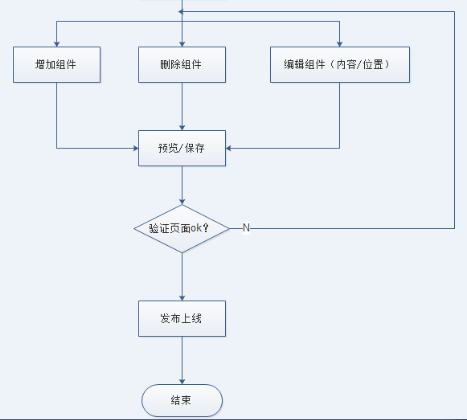 增加组件
删除组件
编辑组件（内容/位置）
预览/保存
验证页面ok？
N
发布上线
结束